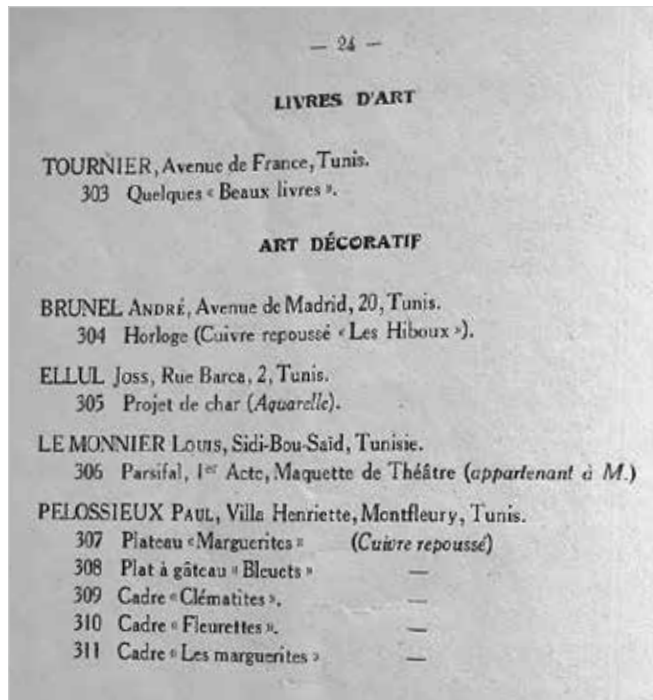 — 24 —
LIVRES D'ART
TOURNIER, Avenue de France, Tunis.
303 Quelques « Beaux livres ».
ART DÉCORATIF
BRUNEL ANDRÉ, Avenue de Madrid, 20, Tunis.
304 Horloge (Cuivre repoussé « Les Hiboux »).
ELLUL Joss, Rue Barca, 2, Tunis.
305 Projet de char (Aquarelle).
LE MONNIER LOUIS, Sidi-Bou-Saïd, Tunisie.
306 Parsifal, 1er Acte, Maquette de Théâtre (appartenant à M.)
PELOSSIEUX PAUL, Villa Henriette, Montfleury, Tunis.
307 Plateau « Marguerites » (Cuivre repoussé)
308 Plat à gâteau « Bleuets » —
309 Cadre « Clématites ». —
310 Cadre « Fleurettes ». —
311 Cadre « Les marguerites » —